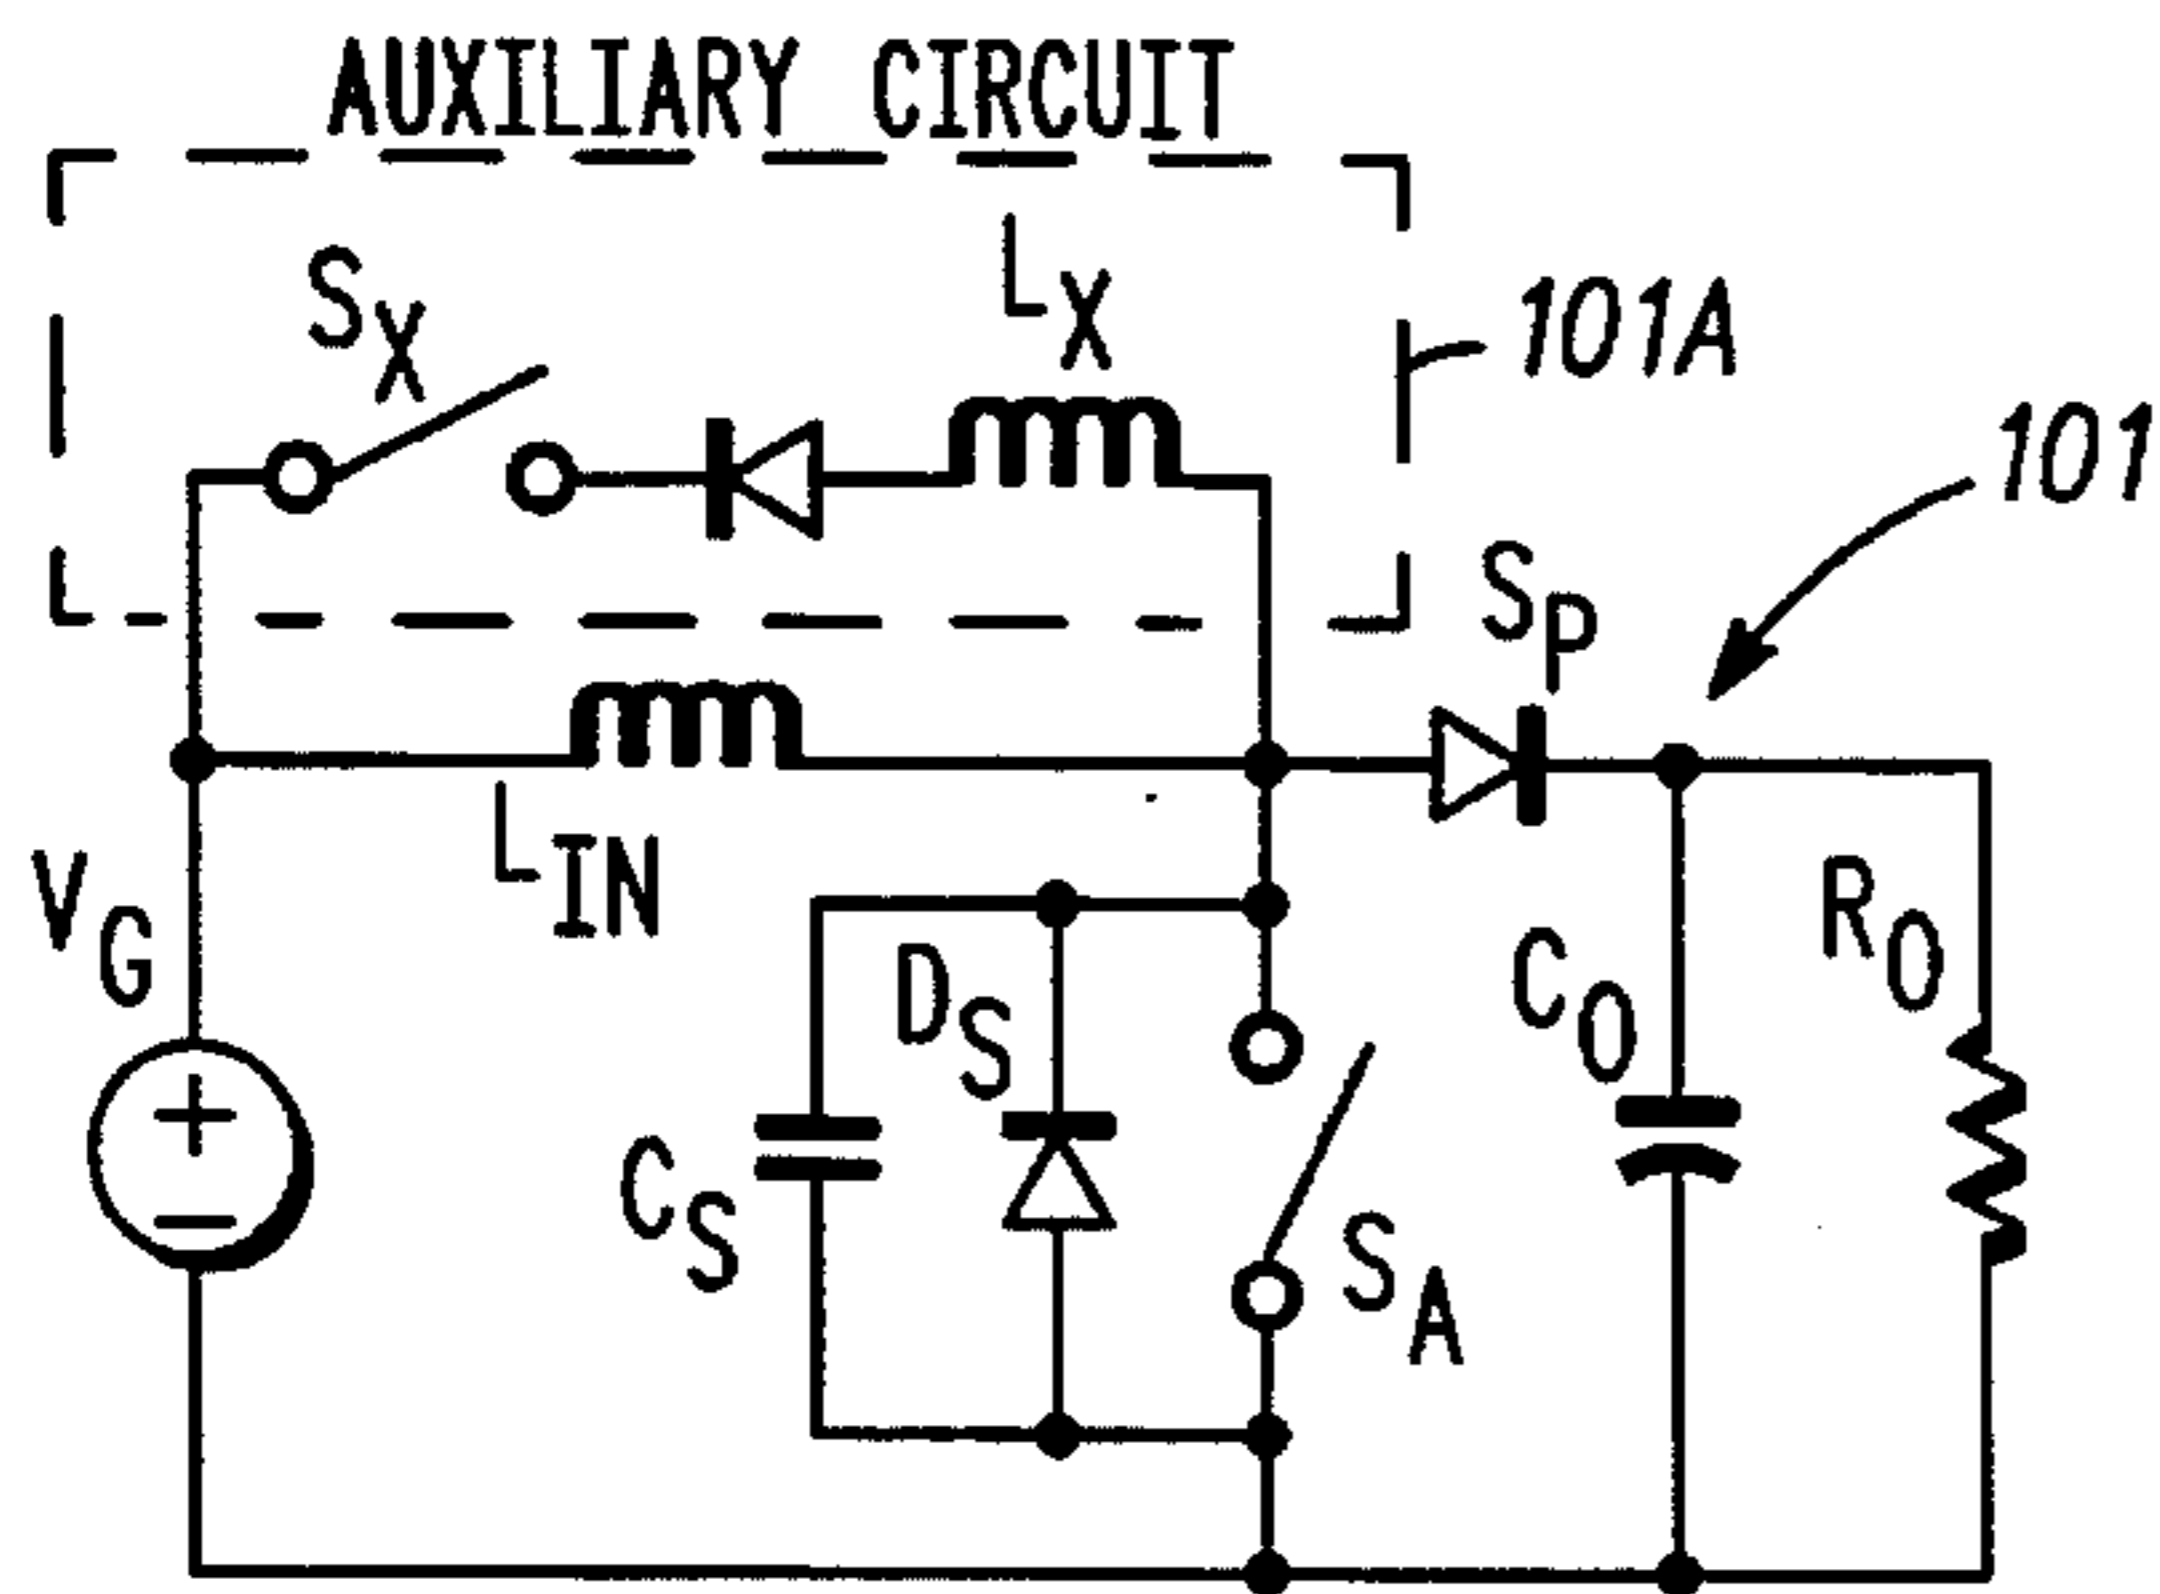 AUXILIARY CIRCUIT
SX
LX
101A
101
SP
LIN
VG
DS
CS
SA
CO
RO